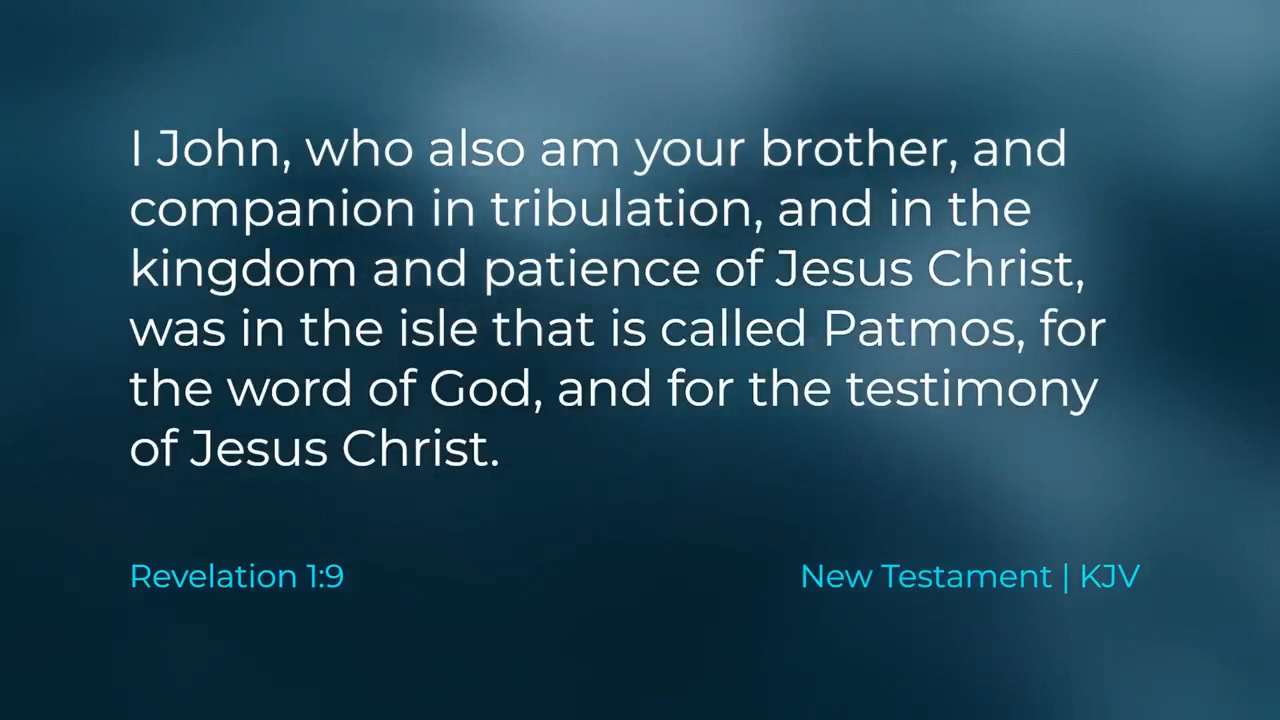 I John, who also am your brother, and
companion in tribulation, and in the
kingdom and patience of Jesus Christ,
was in the isle that is called Patmos, for
the word of God, and for the testimony
of Jesus Christ.
Revelation 1:9
New Testament | KJV